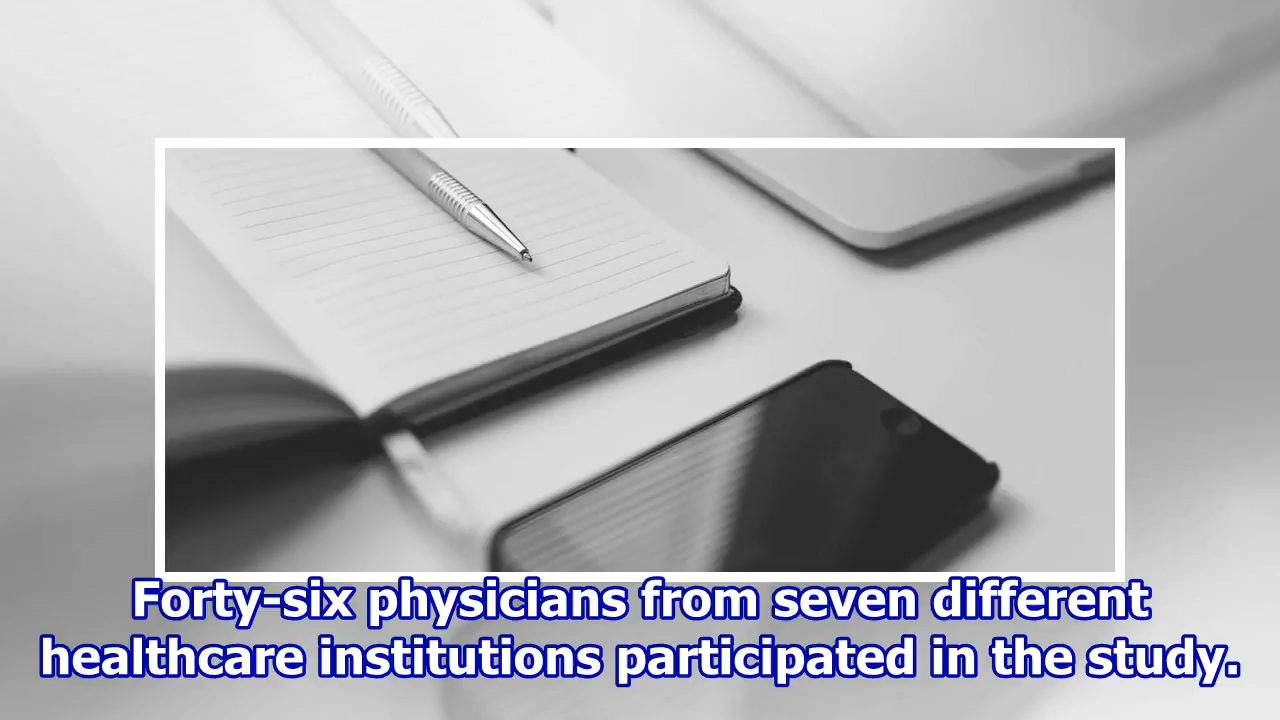 Forty-six physicians from seven different
healthcare institutions participated in the study.